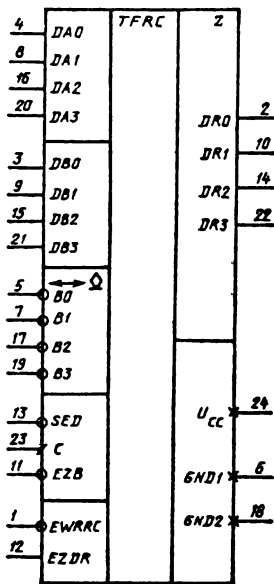 TFRC Z
4 DA0
8 DA1
16 DA2
20 DA3
DR0 2
DR1 10
DR2 14
DR3 22
3 DB0
9 DB1
15 DB2
21 DB3
5 B0
7 B1
17 B2
19 B3
13 SED
23 C
11 EZB
UCC 24
GND1 6
GND2 18
1 EWRRC
12 EZDR